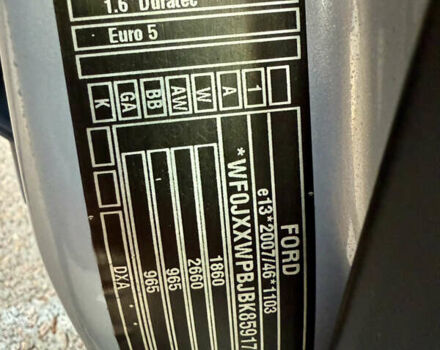 1.6 Duratec
Euro 5
FORD
e13*2007/46*1103
*WF0JXXWPBJBK85917
1860
2660
965
965
DXA
1
A
W
AW
BB
GA
K